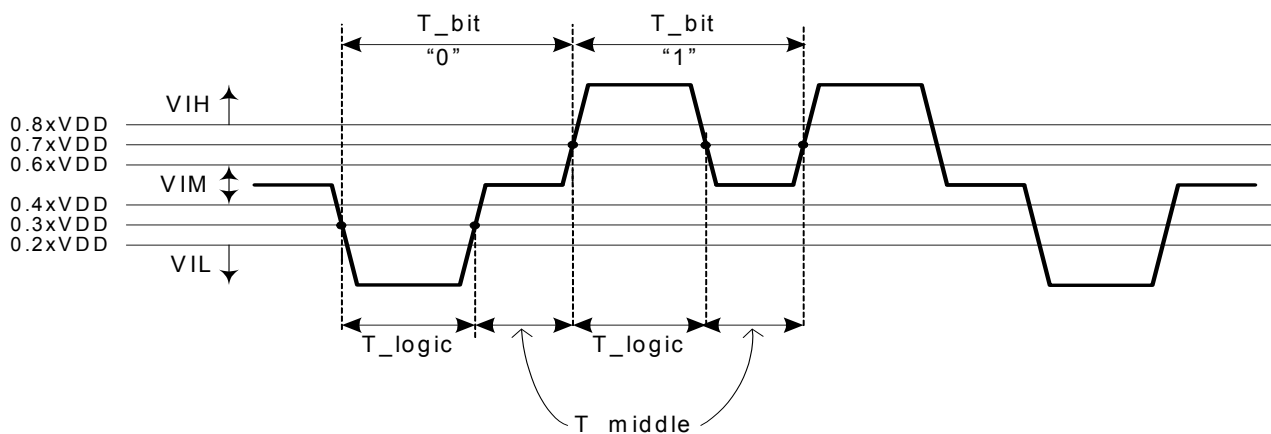 T_bit
T_bit
“0”
“1”
VIH
0.8xVDD
0.7xVDD
0.6xVDD
VIM
0.4xVDD
0.3xVDD
0.2xVDD
VIL
T_logic
T_logic
T_middle